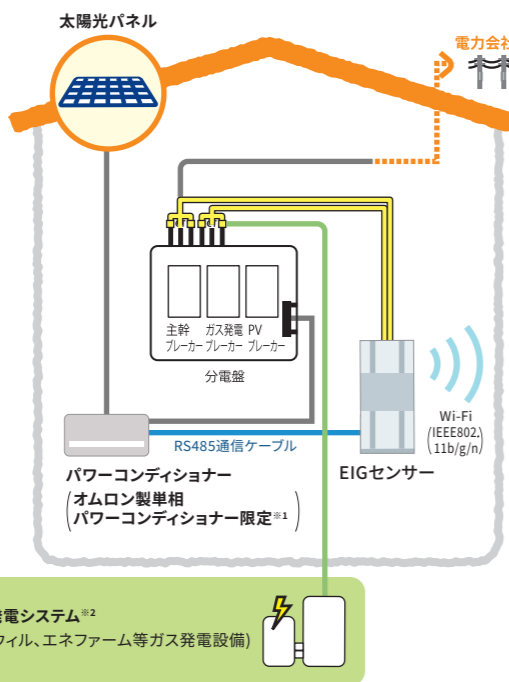 太陽光パネル
電力会社
主幹
ブレーカー
ガス発電
ブレーカー
PV
ブレーカー
分電盤
Wi-Fi
(IEEE802.
11b/g/n)
RS485通信ケーブル
EIGセンサー
パワーコンディショナー
(オムロン製単相
パワーコンディショナー限定※1)
電システム※2
ウィル、エネファーム等ガス発電設備)